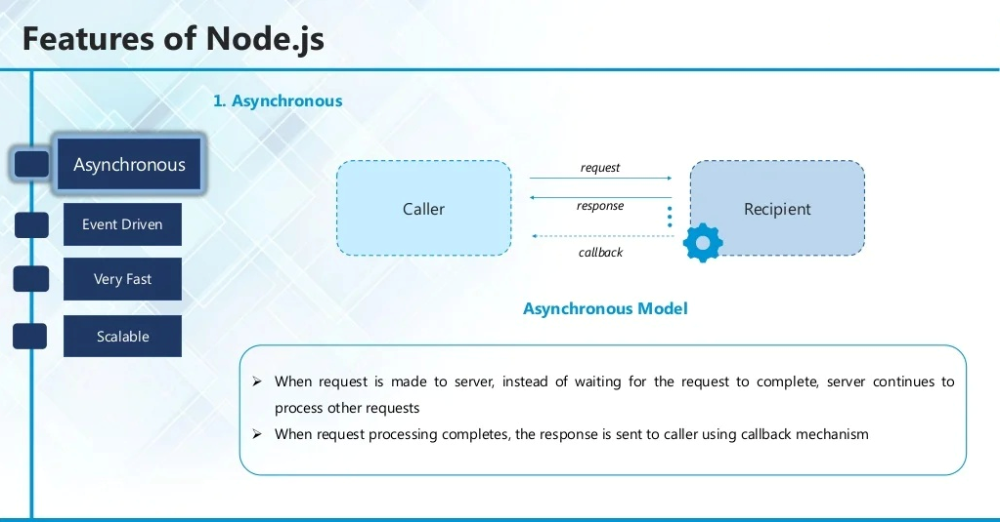 Features of Node.js
1. Asynchronous
Asynchronous
Event Driven
Very Fast
Scalable
Caller
request
response
callback
Recipient
Asynchronous Model
➢ When request is made to server, instead of waiting for the request to complete, server continues to
process other requests
➢ When request processing completes, the response is sent to caller using callback mechanism